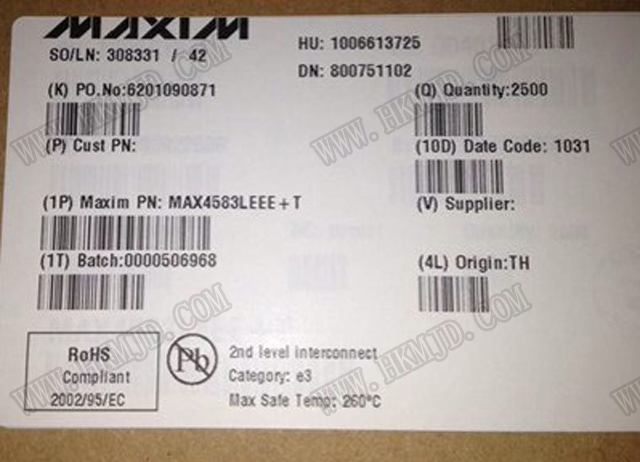 MAXIM
SO/LN: 308331 / 42
HU: 1006613725
DN: 800751102
(K) PO.No:6201090871
(Q) Quantity:2500
(P) Cust PN:
(10D) Date Code: 1031
(1P) Maxim PN: MAX4583LEEE+T
(V) Supplier:
(1T) Batch:0000506968
(4L) Origin:TH
RoHS
Compliant
2002/95/EC
Pb
2nd level interconnect
Category: e3
Max Safe Temp: 260°C
WWW.HKMJD.COM
WWW.HKMJD.COM
WWW.HKMJD.COM
WWW.HKMJD.COM